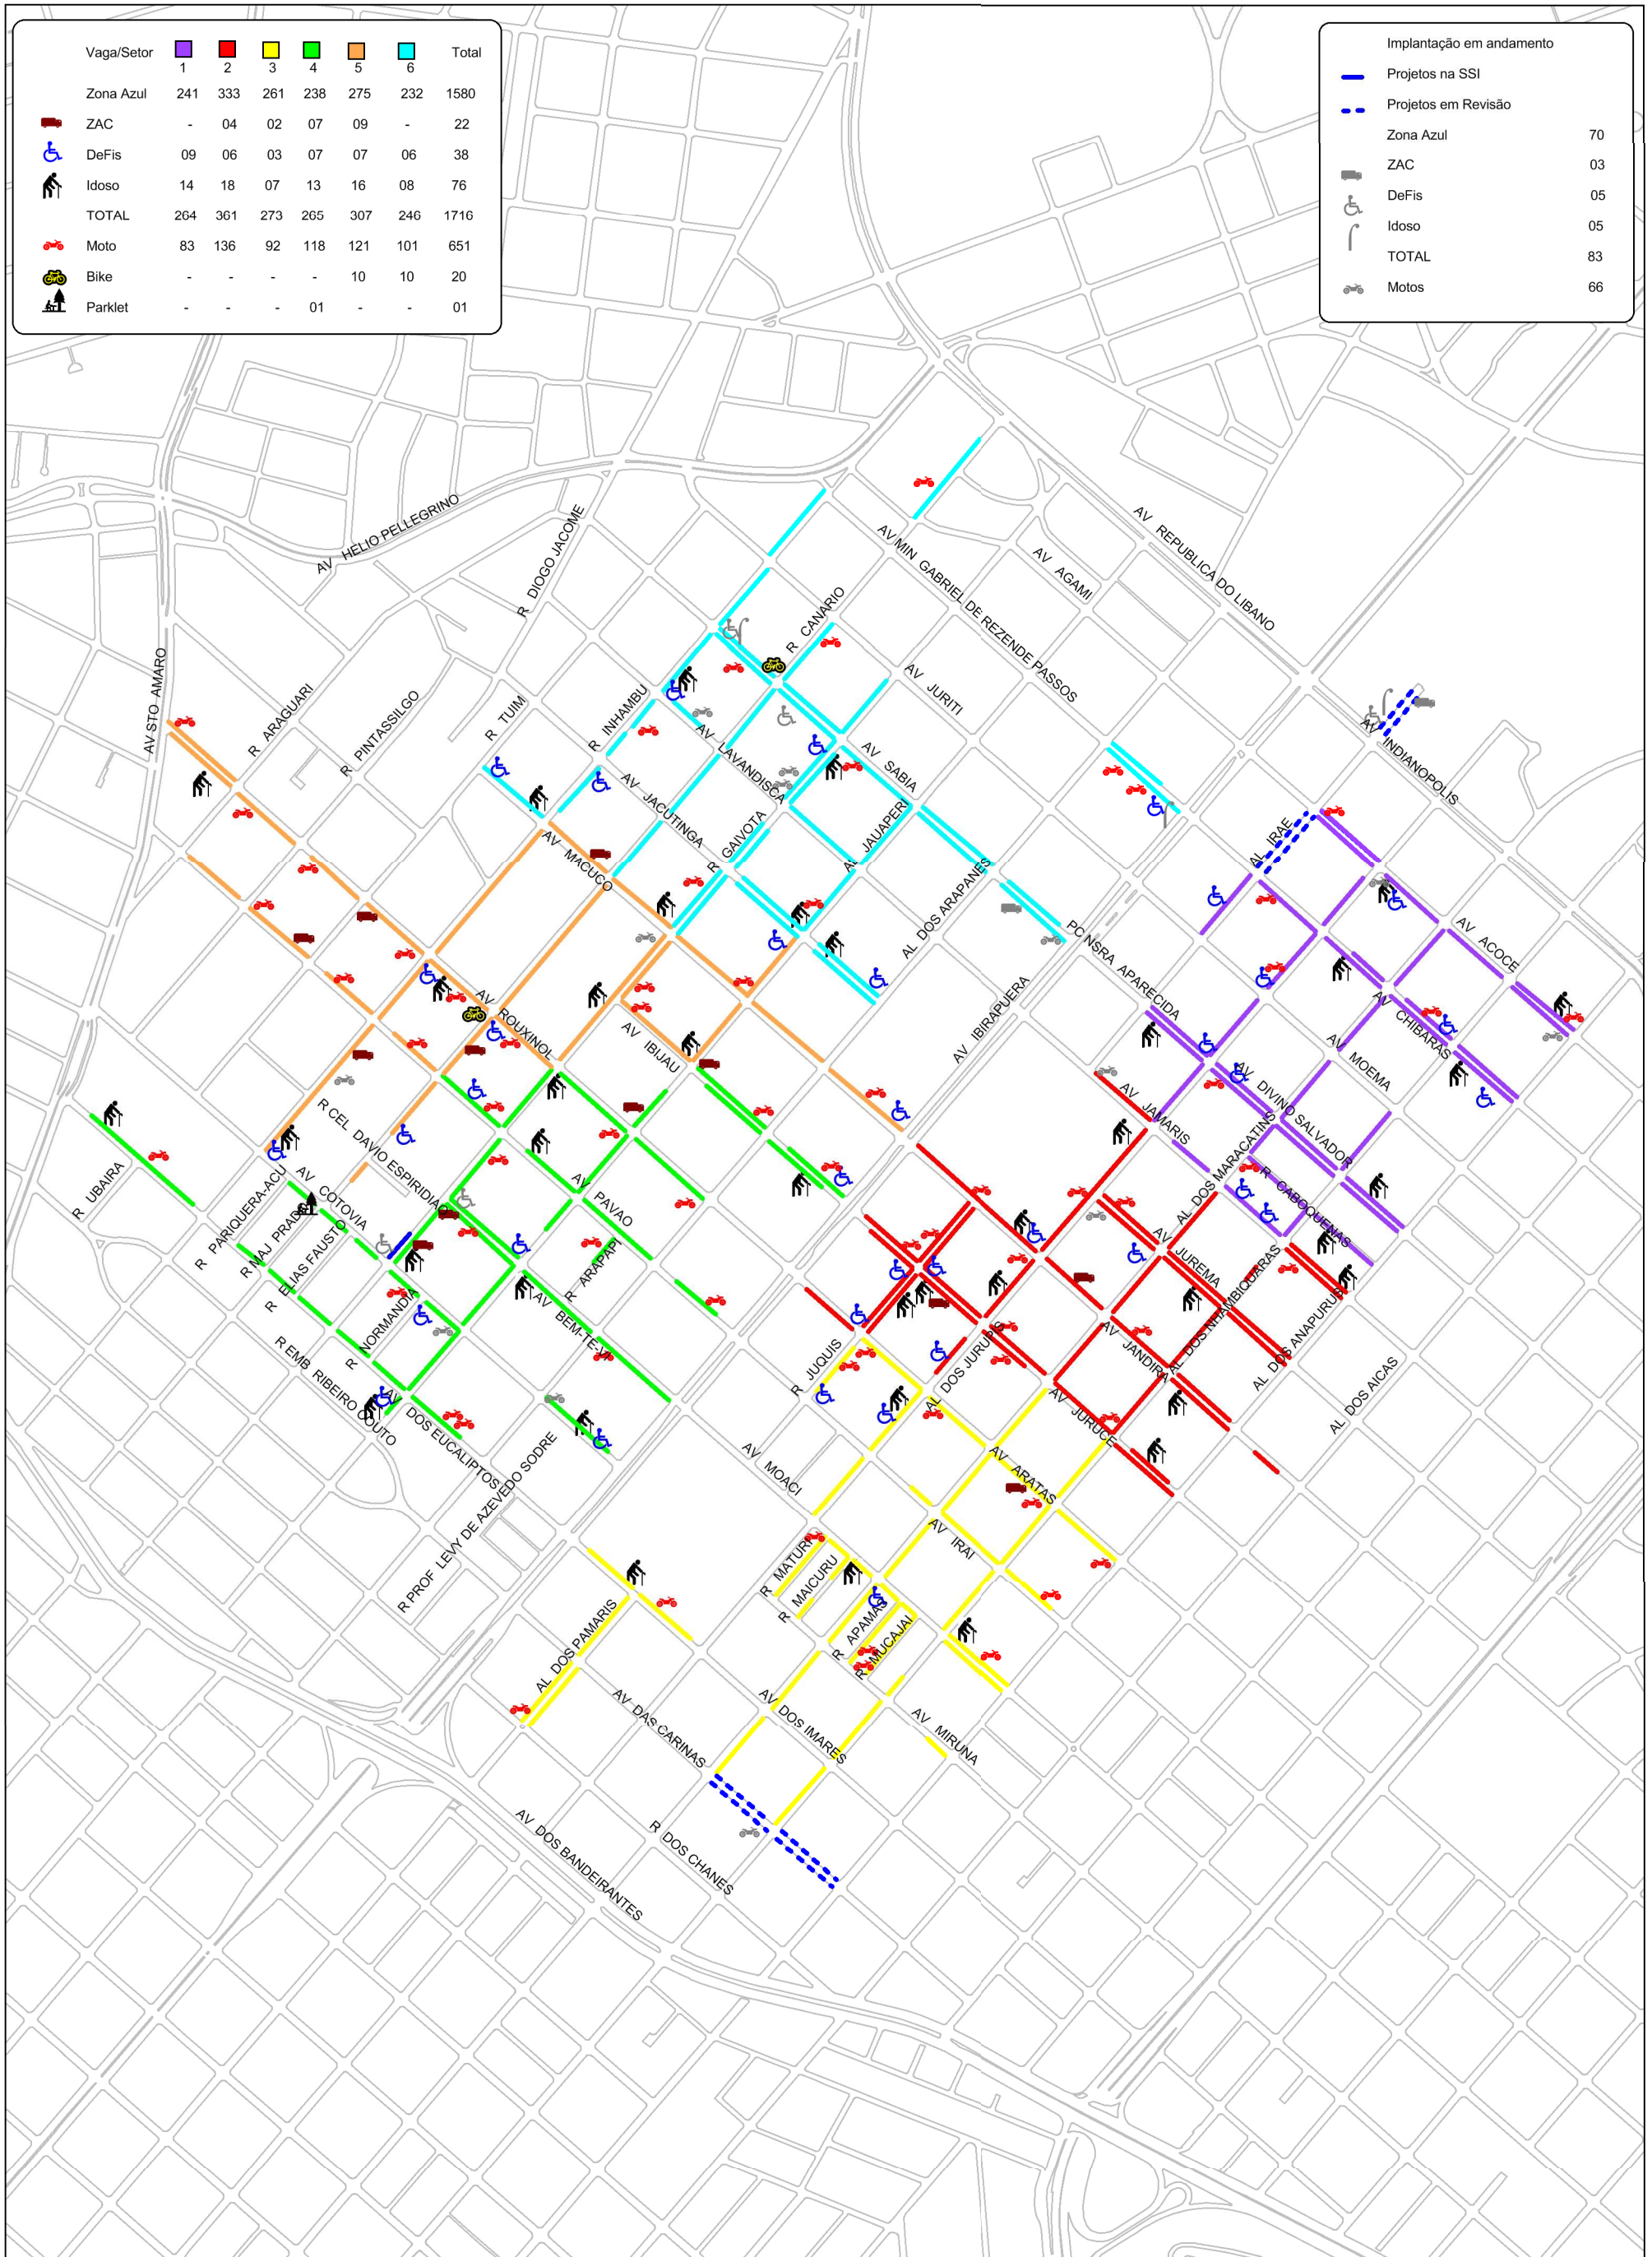 Vaga/Setor 1 2 3 4 5 6 Total
Zona Azul 241 333 261 238 275 232 1580
ZAC - 04 02 07 09 - 22
DeFis 09 06 03 07 07 06 38
Idoso 14 18 07 13 16 08 76
TOTAL 264 361 273 265 307 246 1716
Moto 83 136 92 118 121 101 651
Bike - - - - 10 10 20
Parklet - - - 01 - - 01
Implantação em andamento
Projetos na SSI
Projetos em Revisão
Zona Azul 70
ZAC 03
DeFis 05
Idoso 05
TOTAL 83
Motos 66
AV HELIO PELLEGRINO
R DIOGO JACOME
AV REPUBLICA DO LIBANO
AV AGAMI
AV MIN GABRIEL DE REZENDE PASSOS
R CANARIO
AV JURITI
AV STO AMARO
R ARAGUARI
R PINTASSILGO
R TUIM
R INHAMBU
AV LAVANDISCA
AV SABIA
AV INDIANOPOLIS
AV JACUTINGA
R GAIVOTA
AL JAUAPERI
AL IRAE
AV MACUCO
AL DOS ARAPANES
PC NSRA APARECIDA
AV ACOCE
AV ROUXINOL
AV IBIJAU
AV IBIRAPUERA
AV CHIBARAS
AV MOEMA
AV DIVINO SALVADOR
AV JAMARIS
R CEL DAVIO ESPIRIDIAO
R UBAIRA
R PARIQUERA-ACU
AV COTOVIA
AV PAVAO
AL DOS MARACATINS
R CABOQUENAS
R MAJ PRADO
R ELIAS FAUSTO
R ARAPAPI
AV JUREMA
AL DOS NHAMBIQUARAS
R NORMANDIA
AV BEM-TE-VI
AL DOS ANAPURUS
R EMB RIBEIRO COUTO
R JUQUIS
AL DOS JURUPIS
AV JANDIRA
AL DOS AICAS
AV DOS EUCALIPTOS
AV JURUCE
AV MOACI
AV ARATAS
R PROF LEVY DE AZEVEDO SODRE
AV IRAI
R MATURI
R MAICURU
R APAMAS
R MUCAJAI
AL DOS PAMARIS
AV DAS CARINAS
AV DOS IMARES
AV MIRUNA
AV DOS BANDEIRANTES
R DOS CHANES